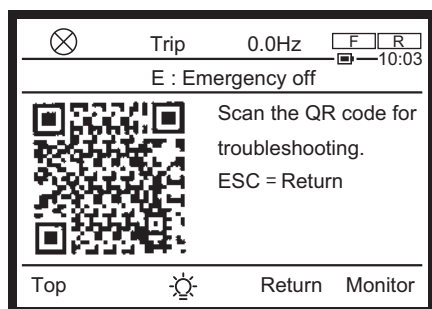 Trip 0.0Hz F R
10:03
E : Emergency off
Scan the QR code for
troubleshooting.
ESC = Return
Top Return Monitor